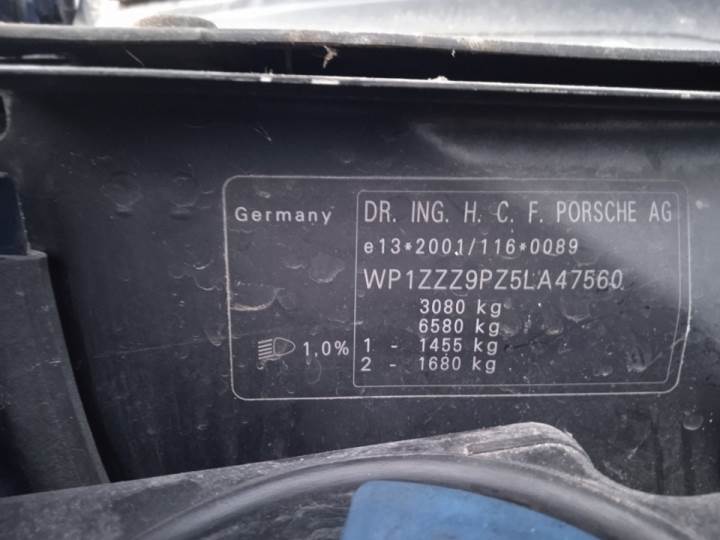 Germany
DR. ING. H. C. F. PORSCHE AG
e13*2001/116*0089
WP1ZZZ9PZ5LA47560
3080 kg
6580 kg
1,0% 1 - 1455 kg
2 - 1680 kg